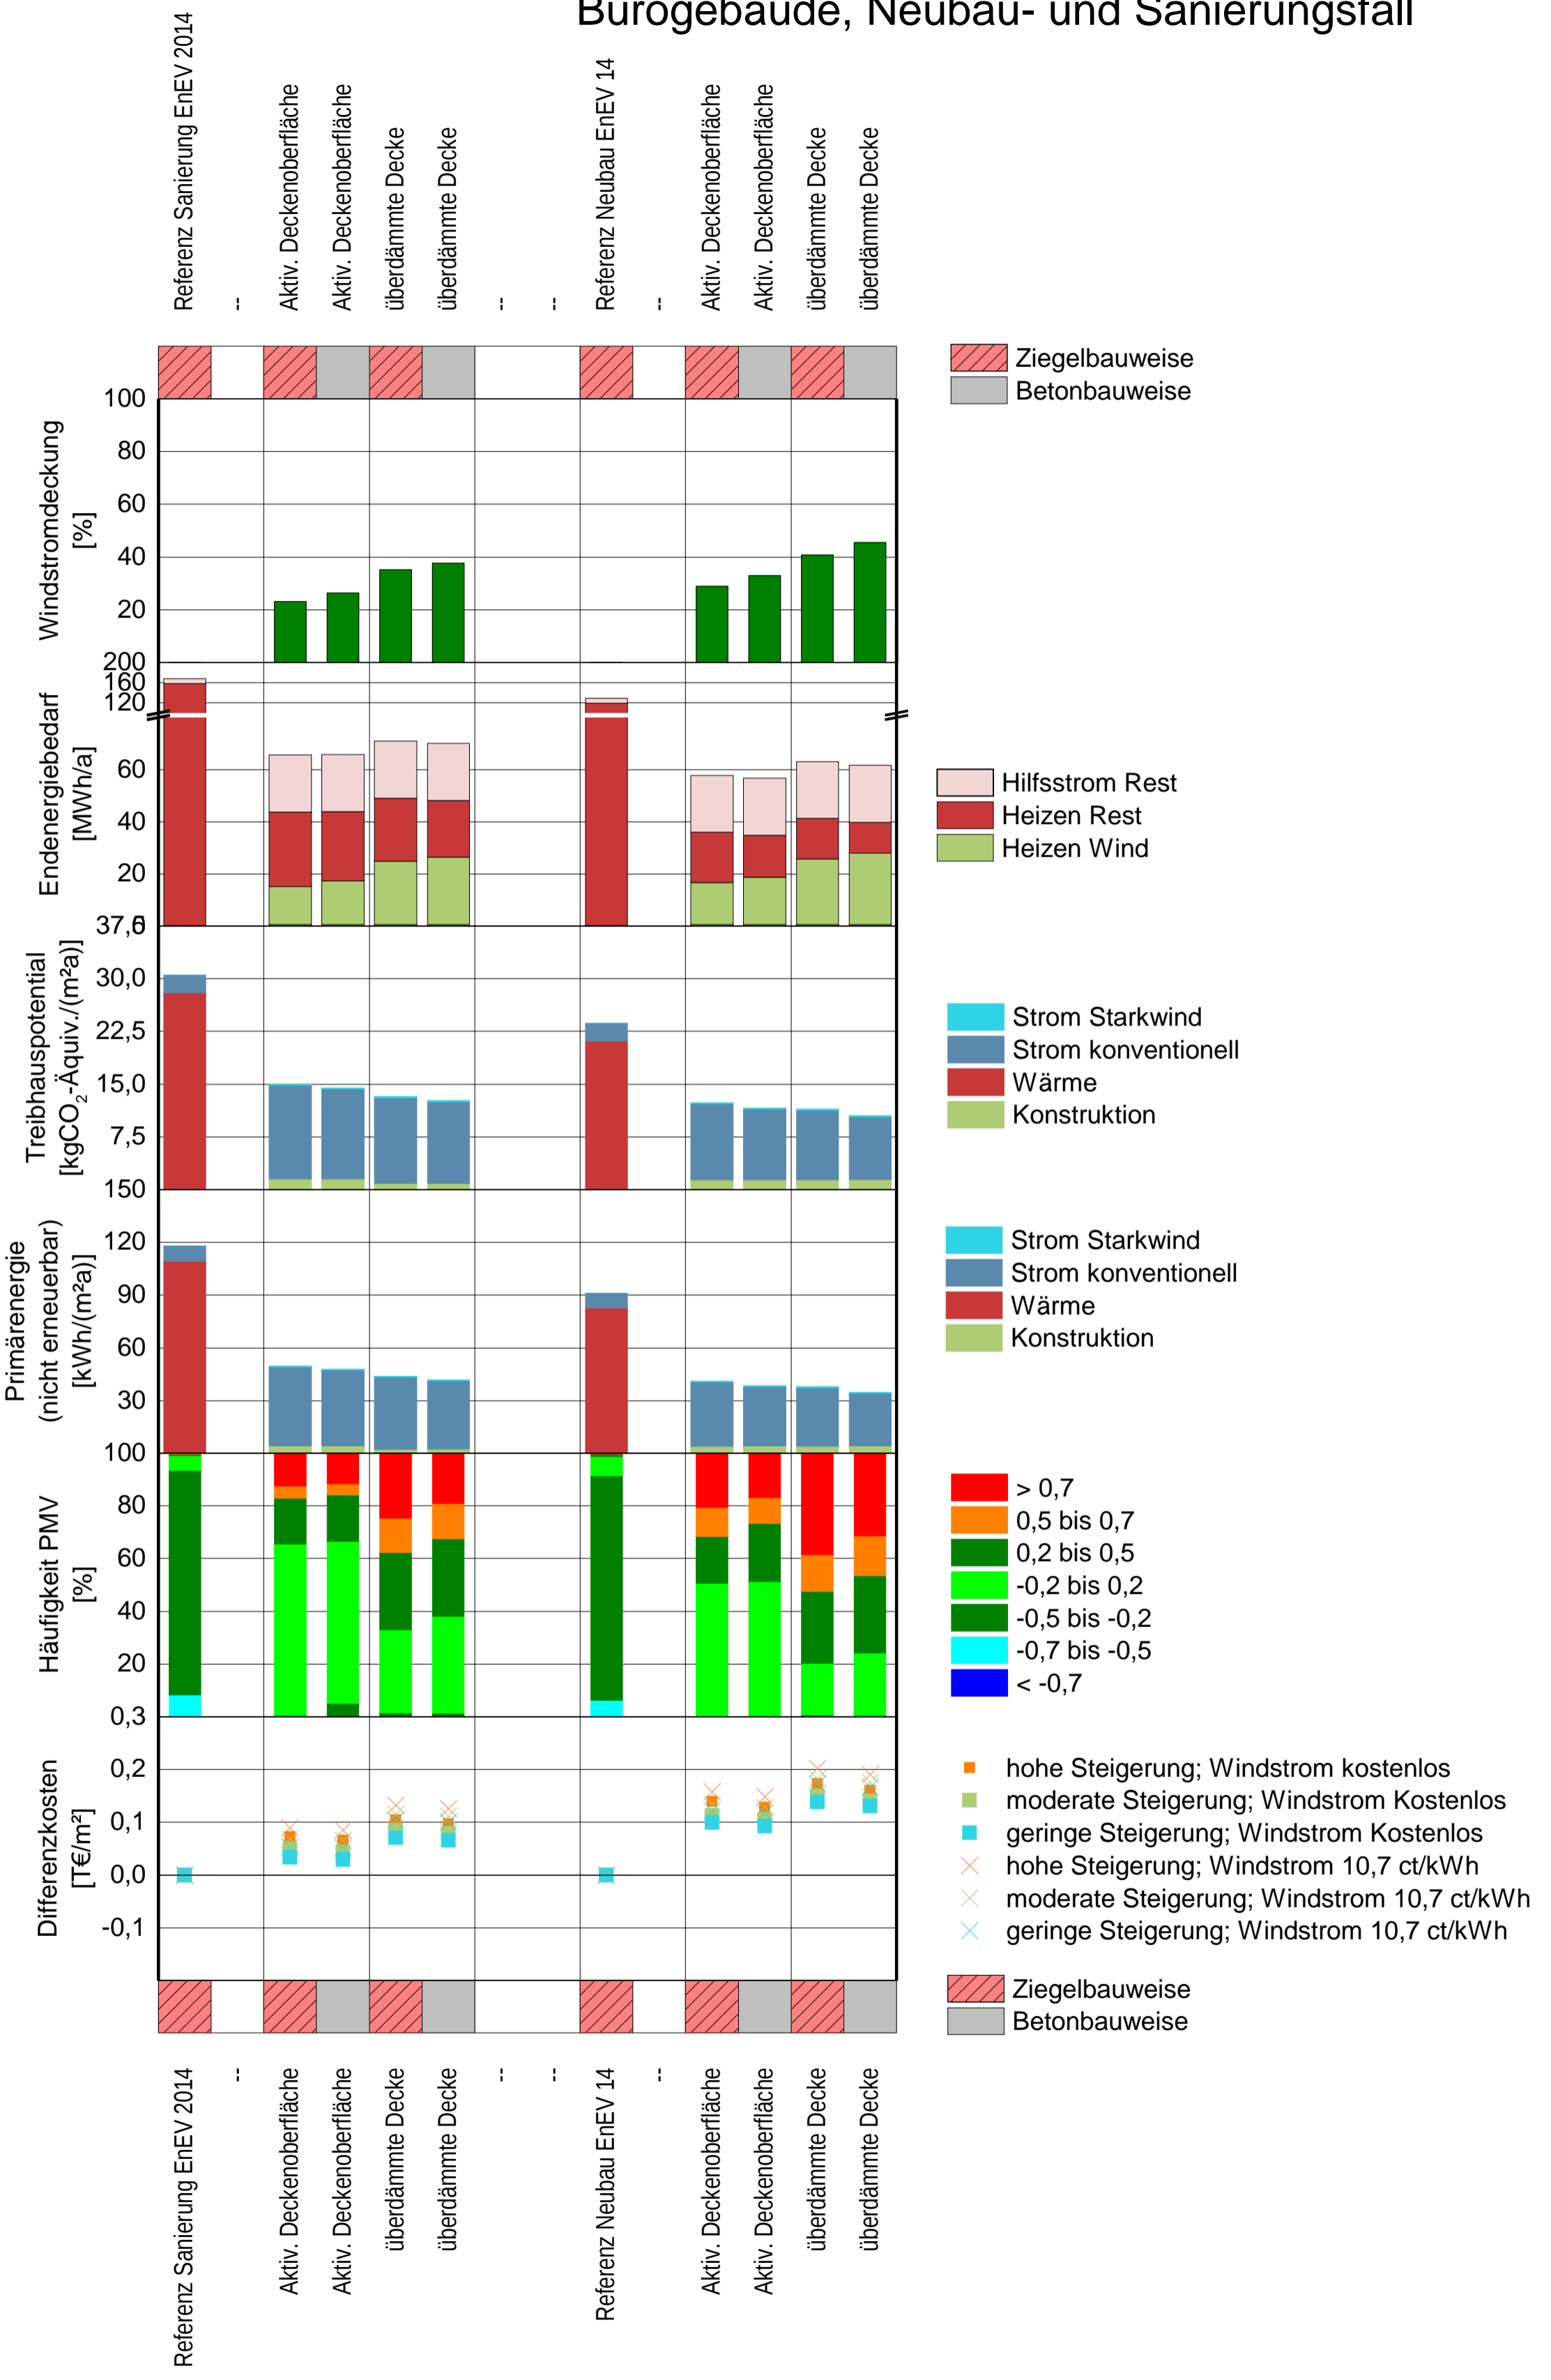 Bürogebäude, Neubau- und Sanierungsfall
Referenz Sanierung EnEV 2014
--
Aktiv. Deckenoberfläche
Aktiv. Deckenoberfläche
überdämmte Decke
überdämmte Decke
--
--
Referenz Neubau EnEV 14
--
Aktiv. Deckenoberfläche
Aktiv. Deckenoberfläche
überdämmte Decke
überdämmte Decke
Ziegelbauweise
Betonbauweise
Windstromdeckung
[%]
100
80
60
40
20
Endenergiebedarf
[MWh/a]
200
160
120
60
40
20
0
Hilfsstrom Rest
Heizen Rest
Heizen Wind
Treibhauspotential
[kgCO2-Äquiv./(m²a)]
37,5
30,0
22,5
15,0
7,5
Strom Starkwind
Strom konventionell
Wärme
Konstruktion
Primärenergie
(nicht erneuerbar)
[kWh/(m²a)]
150
120
90
60
30
Strom Starkwind
Strom konventionell
Wärme
Konstruktion
Häufigkeit PMV
[%]
100
80
60
40
20
> 0,7
0,5 bis 0,7
0,2 bis 0,5
-0,2 bis 0,2
-0,5 bis -0,2
-0,7 bis -0,5
< -0,7
Differenzkosten
[T€/m²]
0,3
0,2
0,1
0,0
-0,1
hohe Steigerung; Windstrom kostenlos
moderate Steigerung; Windstrom Kostenlos
geringe Steigerung; Windstrom Kostenlos
hohe Steigerung; Windstrom 10,7 ct/kWh
moderate Steigerung; Windstrom 10,7 ct/kWh
geringe Steigerung; Windstrom 10,7 ct/kWh
Ziegelbauweise
Betonbauweise
Referenz Sanierung EnEV 2014
--
Aktiv. Deckenoberfläche
Aktiv. Deckenoberfläche
überdämmte Decke
überdämmte Decke
--
--
Referenz Neubau EnEV 14
--
Aktiv. Deckenoberfläche
Aktiv. Deckenoberfläche
überdämmte Decke
überdämmte Decke